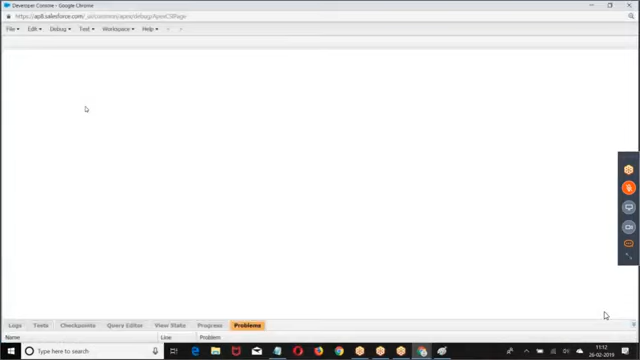 Developer Console - Google Chrome
https://ap8.salesforce.com/_ui/common/apex/debug/ApexCSIPage
File Edit Debug Test Workspace Help < >
Logs Tests Checkpoints Query Editor View State Progress Problems
Name Line Problem
Type here to search
11:12
26-02-2019